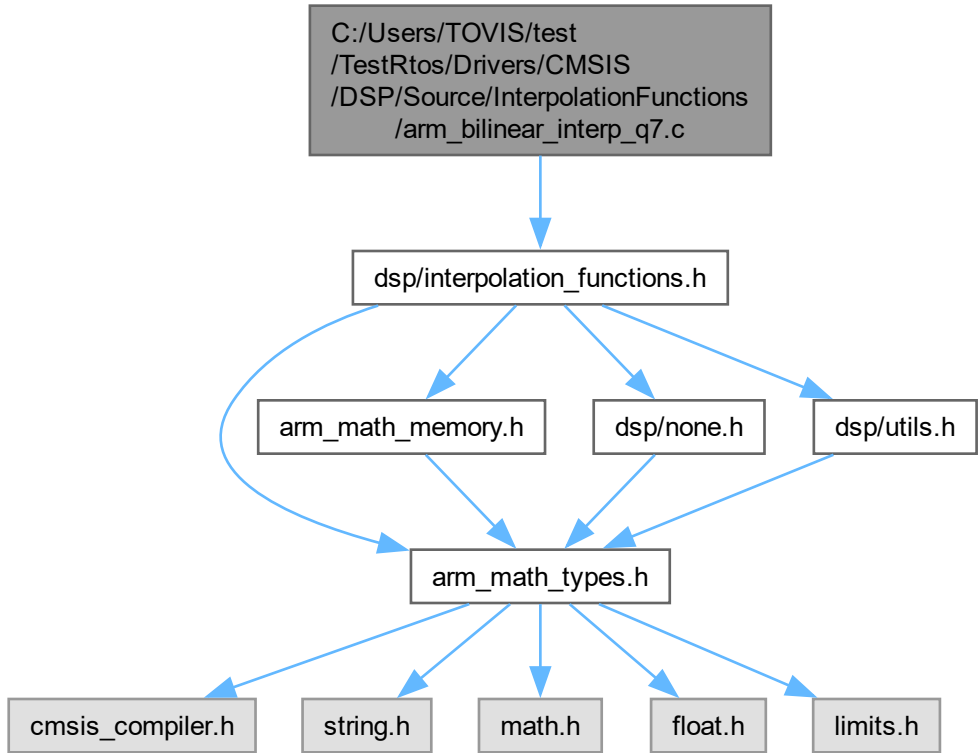 C:/Users/TOVIS/test
/TestRtos/Drivers/CMSIS
/DSP/Source/InterpolationFunctions
/arm_bilinear_interp_q7.c
dsp/interpolation_functions.h
arm_math_memory.h
dsp/none.h
dsp/utils.h
arm_math_types.h
cmsis_compiler.h
string.h
math.h
float.h
limits.h